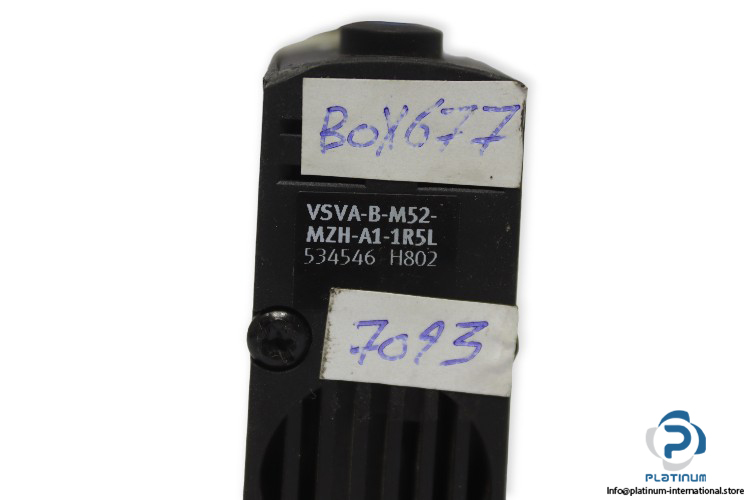 BOX677
VSVA-B-M52-
MZH-A1-1R5L
534546 H802
7093
PLATINUM
Info@platinum-international.store